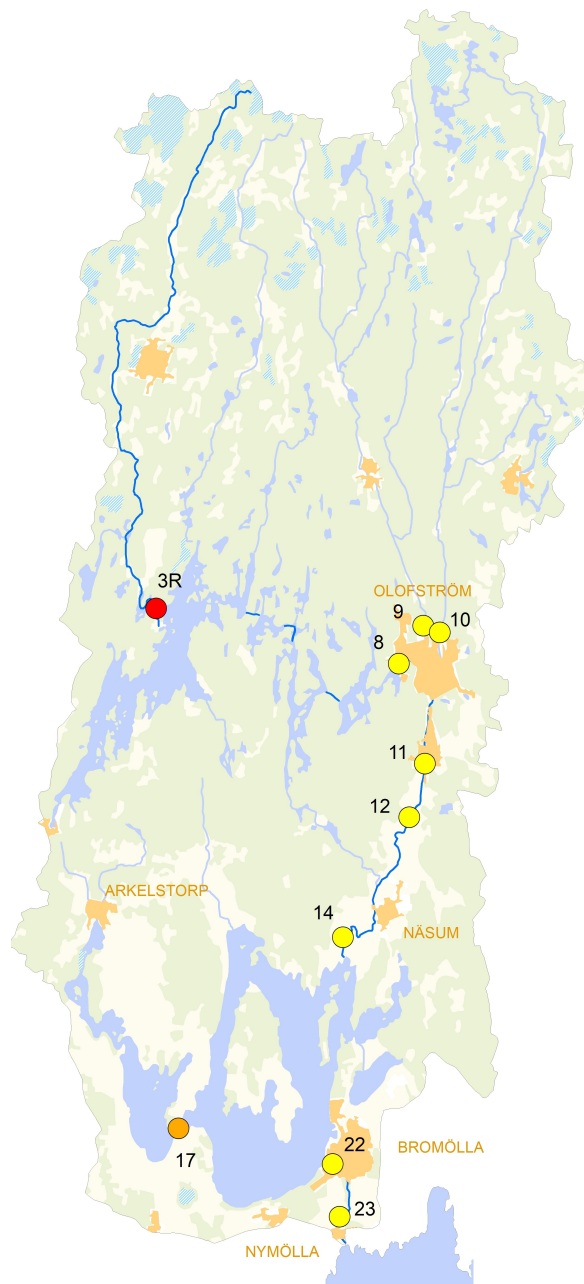 3R
OLOFSTRÖM
9
10
8
11
12
ARKELSTORP
14
NÄSUM
22
BROMÖLLA
17
23
NYMÖLLA